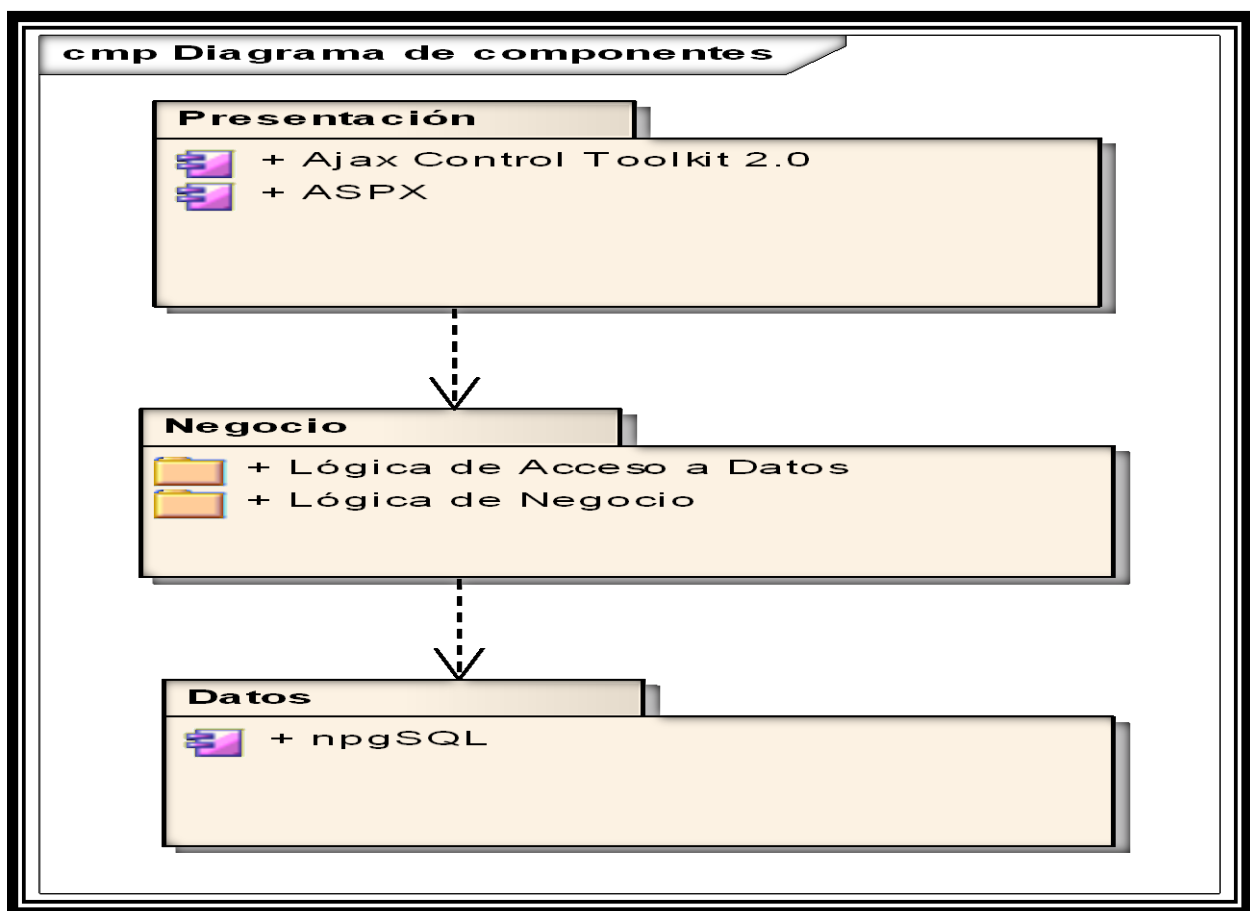 cmp Diagrama de componentes
Presentación
+ Ajax Control Toolkit 2.0
+ ASPX
Negocio
+ Lógica de Acceso a Datos
+ Lógica de Negocio
Datos
+ npgSQL